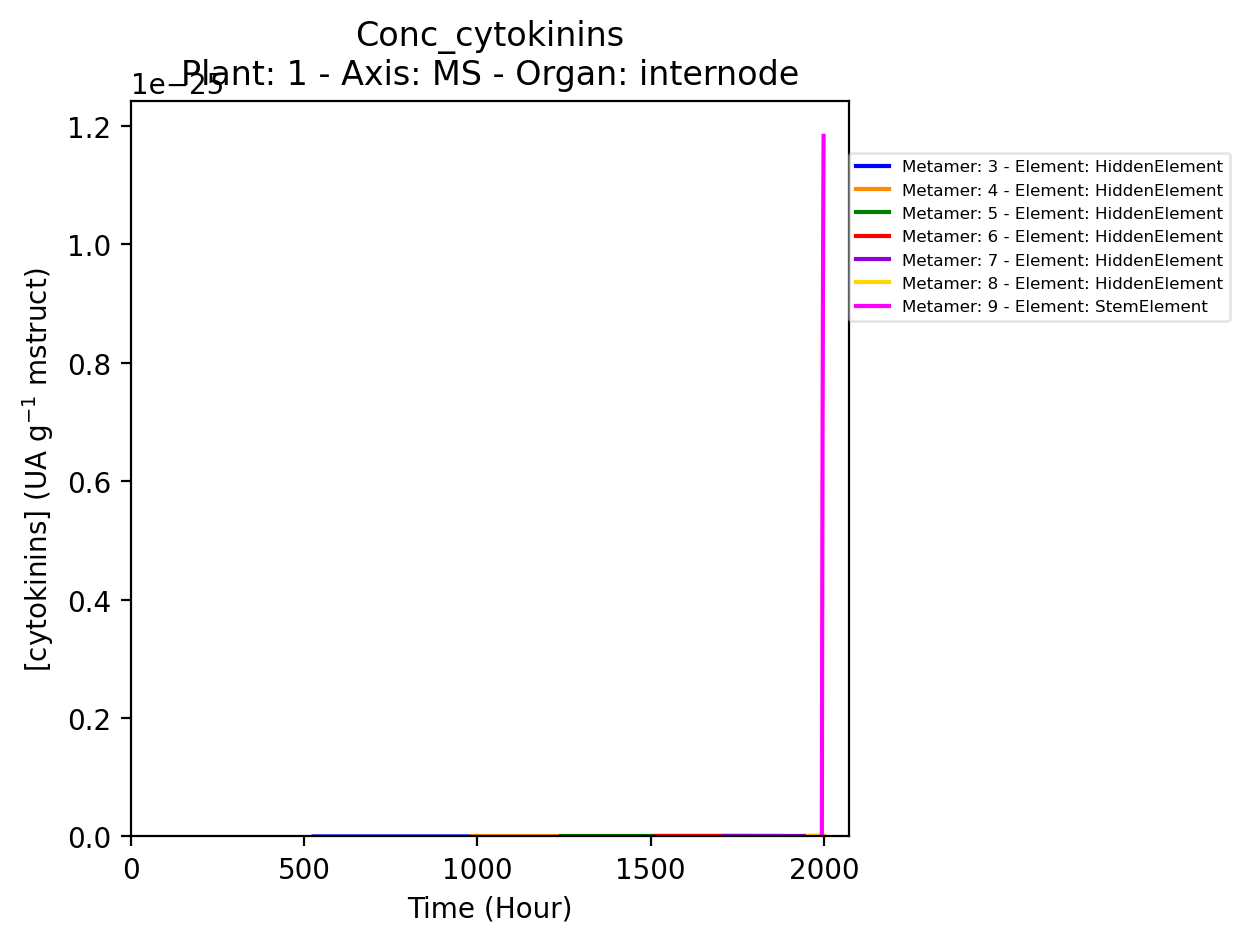 Conc_cytokinins
Plant: 1 - Axis: MS - Organ: internode
1e−25
1.2
1.0
0.8
0.6
0.4
0.2
0.0
[cytokinins] (UA g⁻¹ mstruct)
0 500 1000 1500 2000
Time (Hour)
Metamer: 3 - Element: HiddenElement
Metamer: 4 - Element: HiddenElement
Metamer: 5 - Element: HiddenElement
Metamer: 6 - Element: HiddenElement
Metamer: 7 - Element: HiddenElement
Metamer: 8 - Element: HiddenElement
Metamer: 9 - Element: StemElement